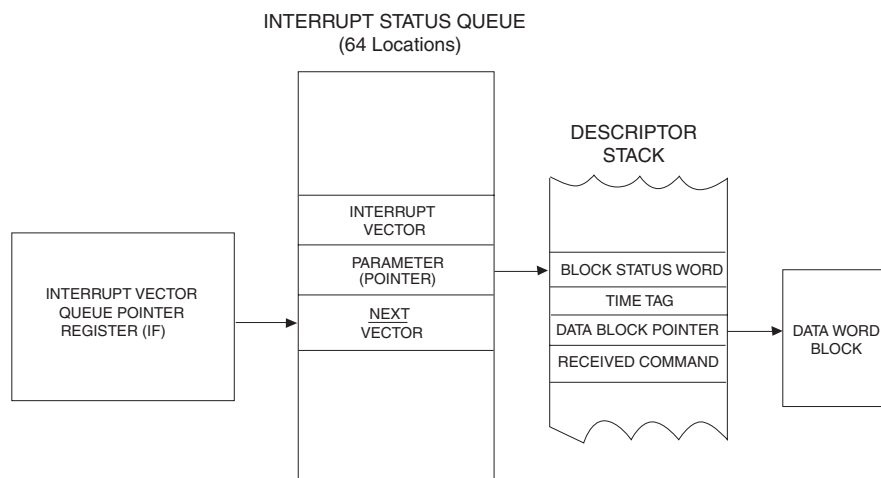 INTERRUPT STATUS QUEUE
(64 Locations)
DESCRIPTOR
STACK
INTERRUPT
VECTOR
PARAMETER
(POINTER)
NEXT
VECTOR
INTERRUPT VECTOR
QUEUE POINTER
REGISTER (IF)
BLOCK STATUS WORD
TIME TAG
DATA BLOCK POINTER
RECEIVED COMMAND
DATA WORD
BLOCK